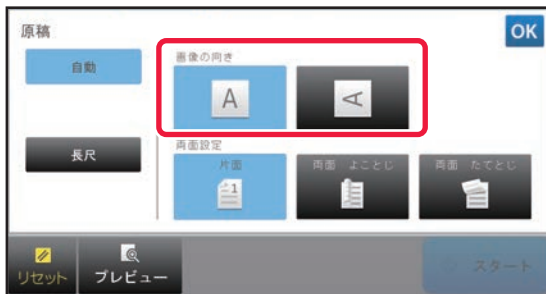 原稿
OK
自動
画像の向き
A
A
長尺
両面設定
片面
1
両面 よことじ
両面 たてとじ
リセット
プレビュー
スタート